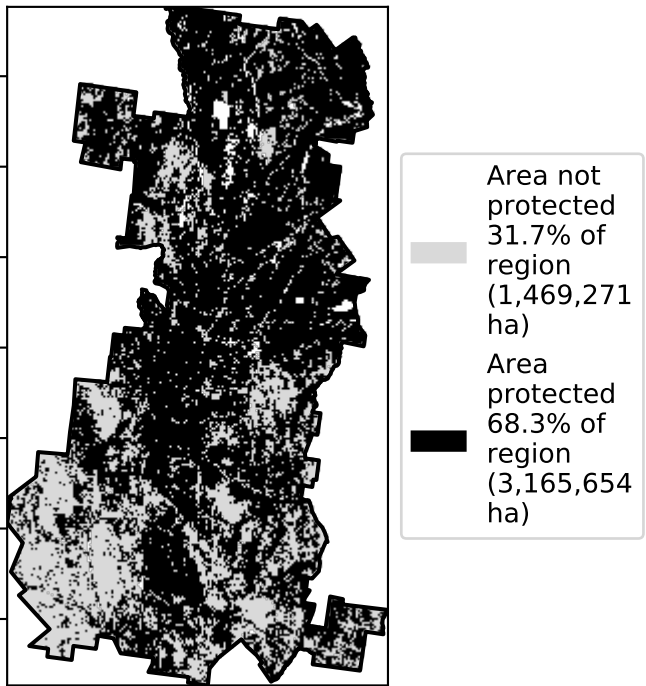 Area not
protected
31.7% of
region
(1,469,271
ha)
Area
protected
68.3% of
region
(3,165,654
ha)